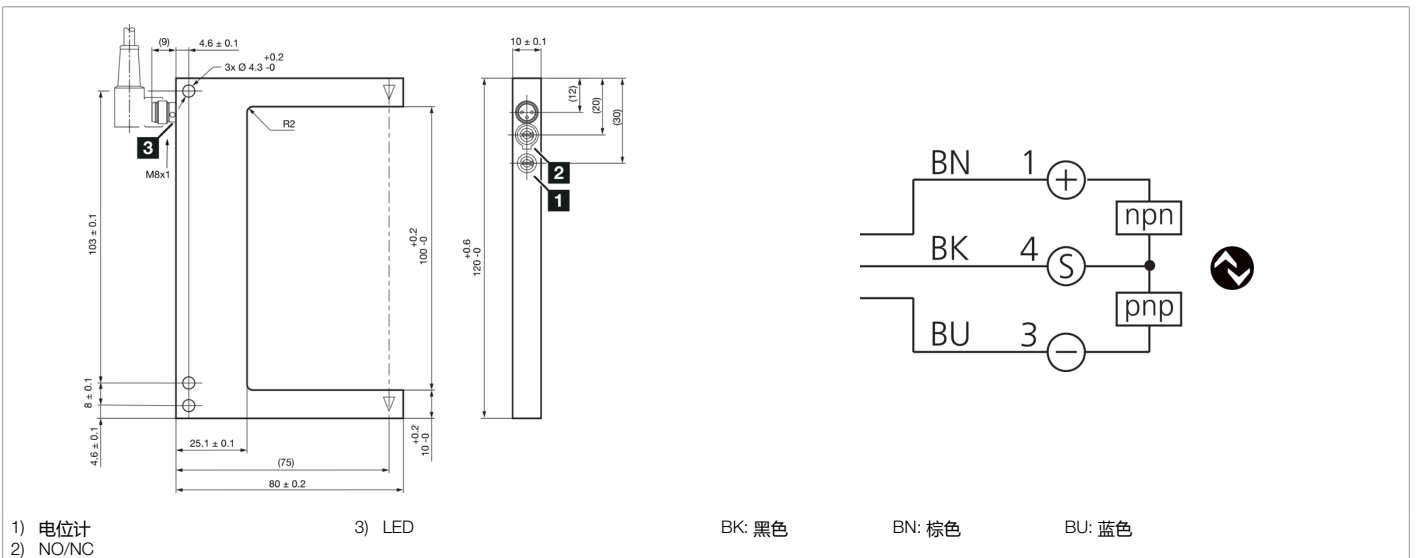 (9)
4.6 ± 0.1
+0.2
3x Ø 4.3 -0
R2
3
M8x1
103 ± 0.1
8 ± 0.1
4.6 ± 0.1
25.1 ± 0.1
(75)
80 ± 0.2
+0.2
100 -0
+0.2
10 -0
10 ± 0.1
(12)
(20)
(30)
2
1
+0.6
120 -0
BN 1 +
npn
BK 4 S
pnp
BU 3 −
1) 电位计 3) LED BK: 黑色 BN: 棕色 BU: 蓝色
2) NO/NC